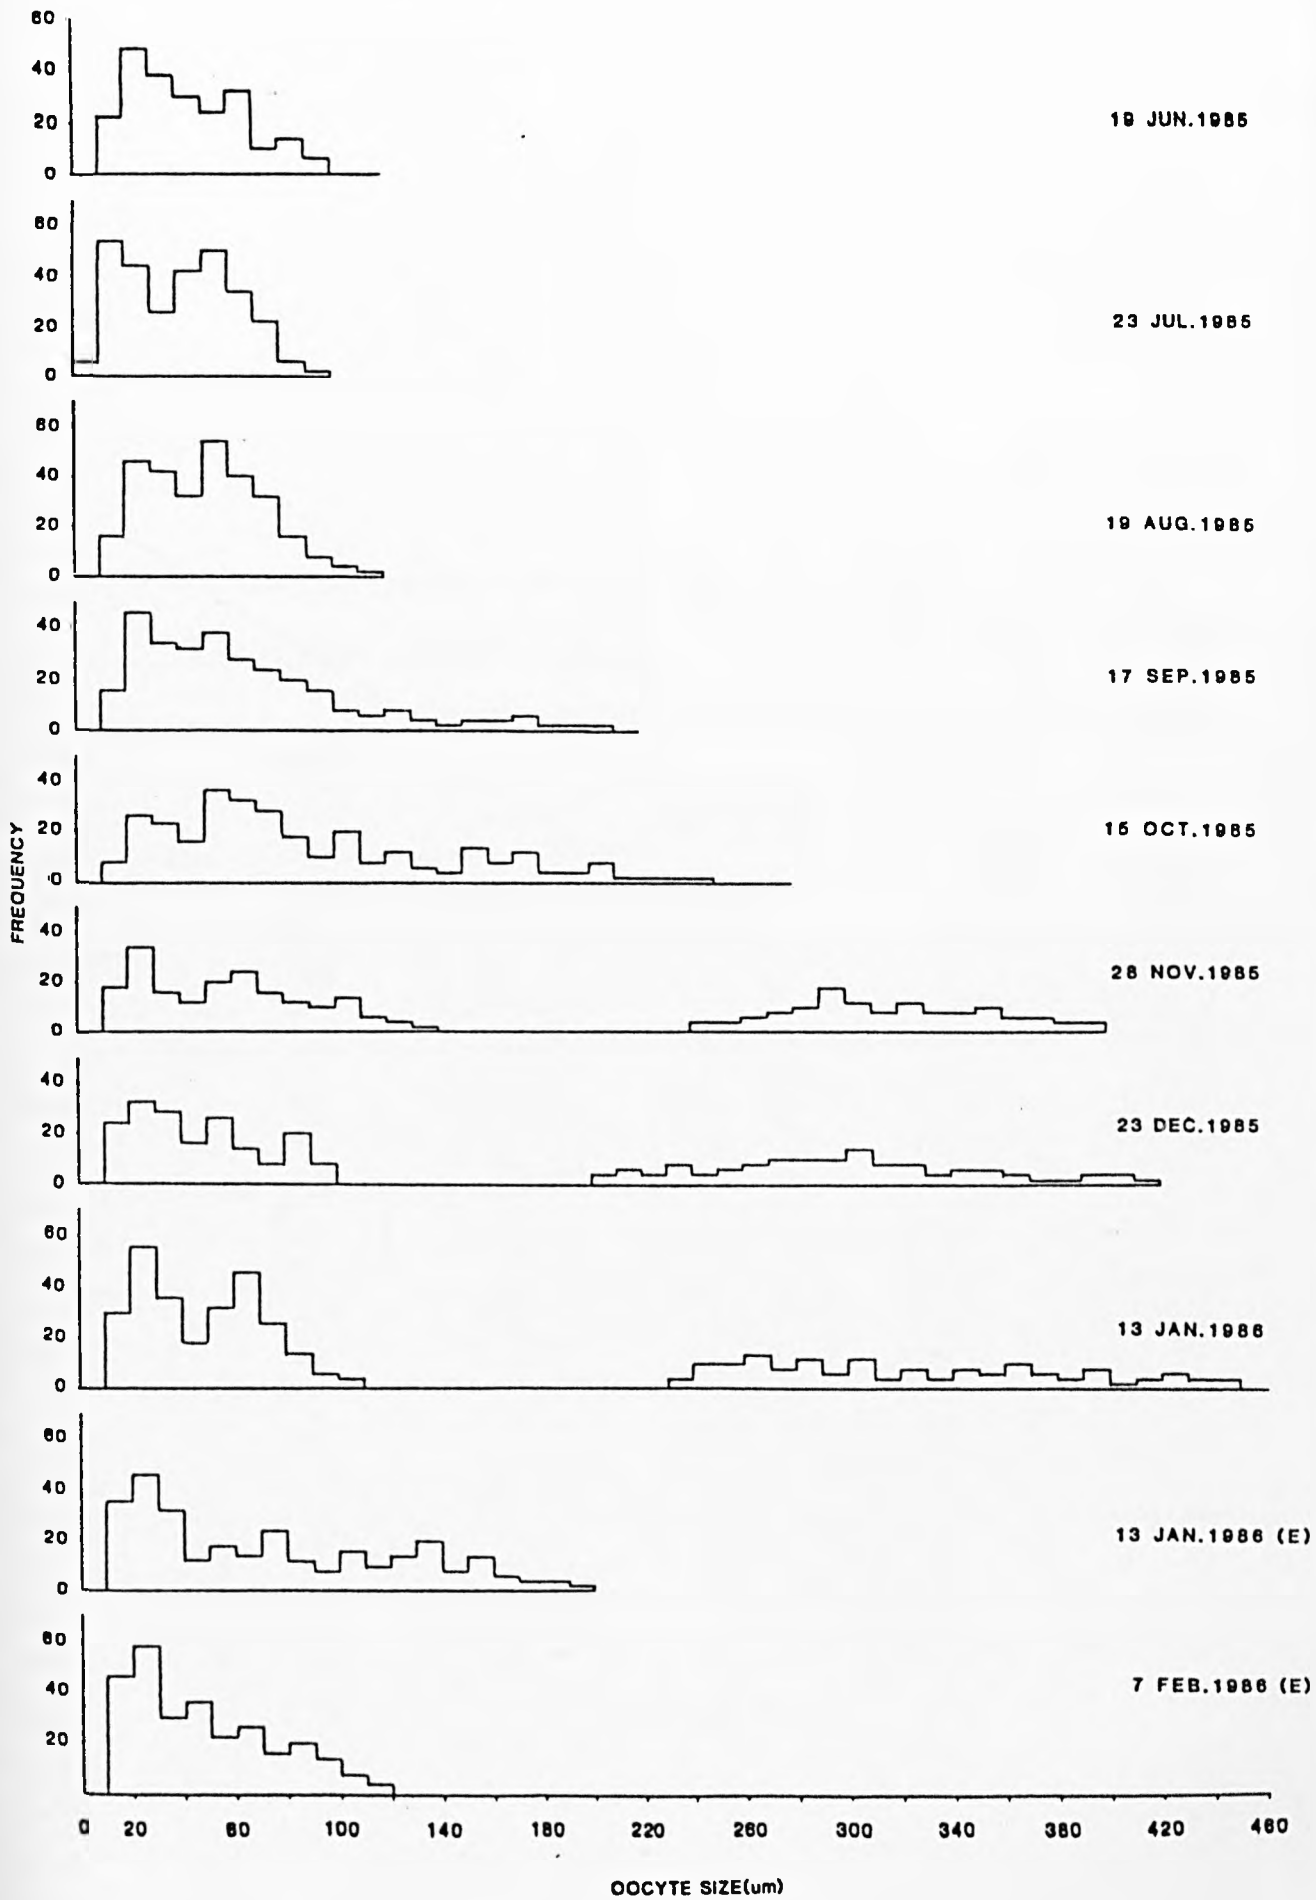 60
40
20
0
19 JUN.1985
60
40
20
0
23 JUL.1985
60
40
20
0
19 AUG.1985
40
20
0
17 SEP.1985
40
20
0
15 OCT.1985
FREQUENCY
40
20
0
28 NOV.1985
40
20
0
23 DEC.1985
60
40
20
0
13 JAN.1986
60
40
20
0
13 JAN.1986 (E)
60
40
20
7 FEB.1986 (E)
0 20 60 100 140 180 220 260 300 340 380 420 460
OOCYTE SIZE(um)